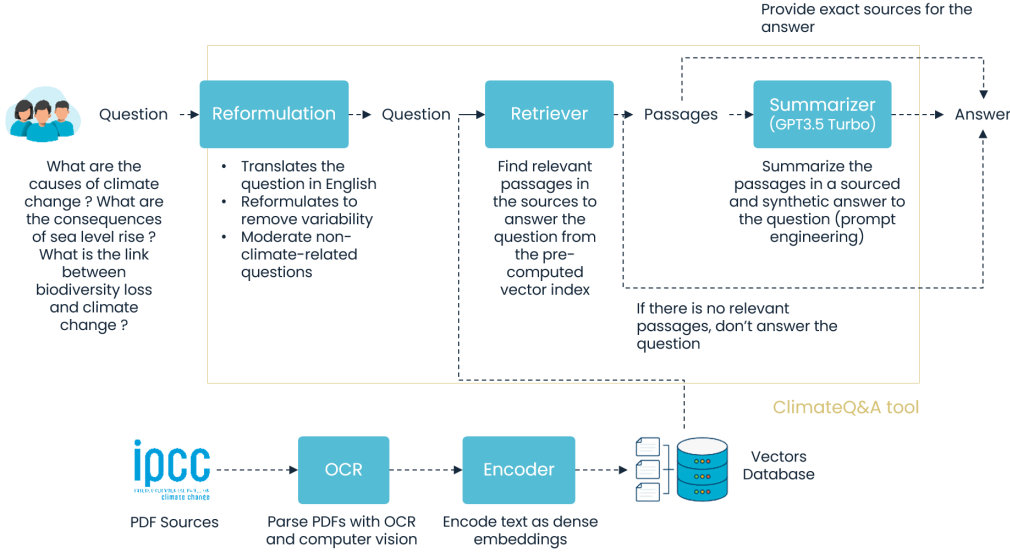 Provide exact sources for the
answer
Question
Reformulation
Question
Retriever
Passages
Summarizer
(GPT3.5 Turbo)
Answer
What are the
causes of climate
change ? What are
the consequences
of sea level rise ?
What is the link
between
biodiversity loss
and climate
change ?
• Translates the
question in English
• Reformulates to
remove variability
• Moderate non-
climate-related
questions
Find relevant
passages in
the sources to
answer the
question from
the pre-
computed
vector index
Summarize the
passages in a sourced
and synthetic answer to
the question (prompt
engineering)
If there is no relevant
passages, don’t answer the
question
ClimateQ&A tool
ipcc
climate change
PDF Sources
OCR
Parse PDFs with OCR
and computer vision
Encoder
Encode text as dense
embeddings
Vectors
Database